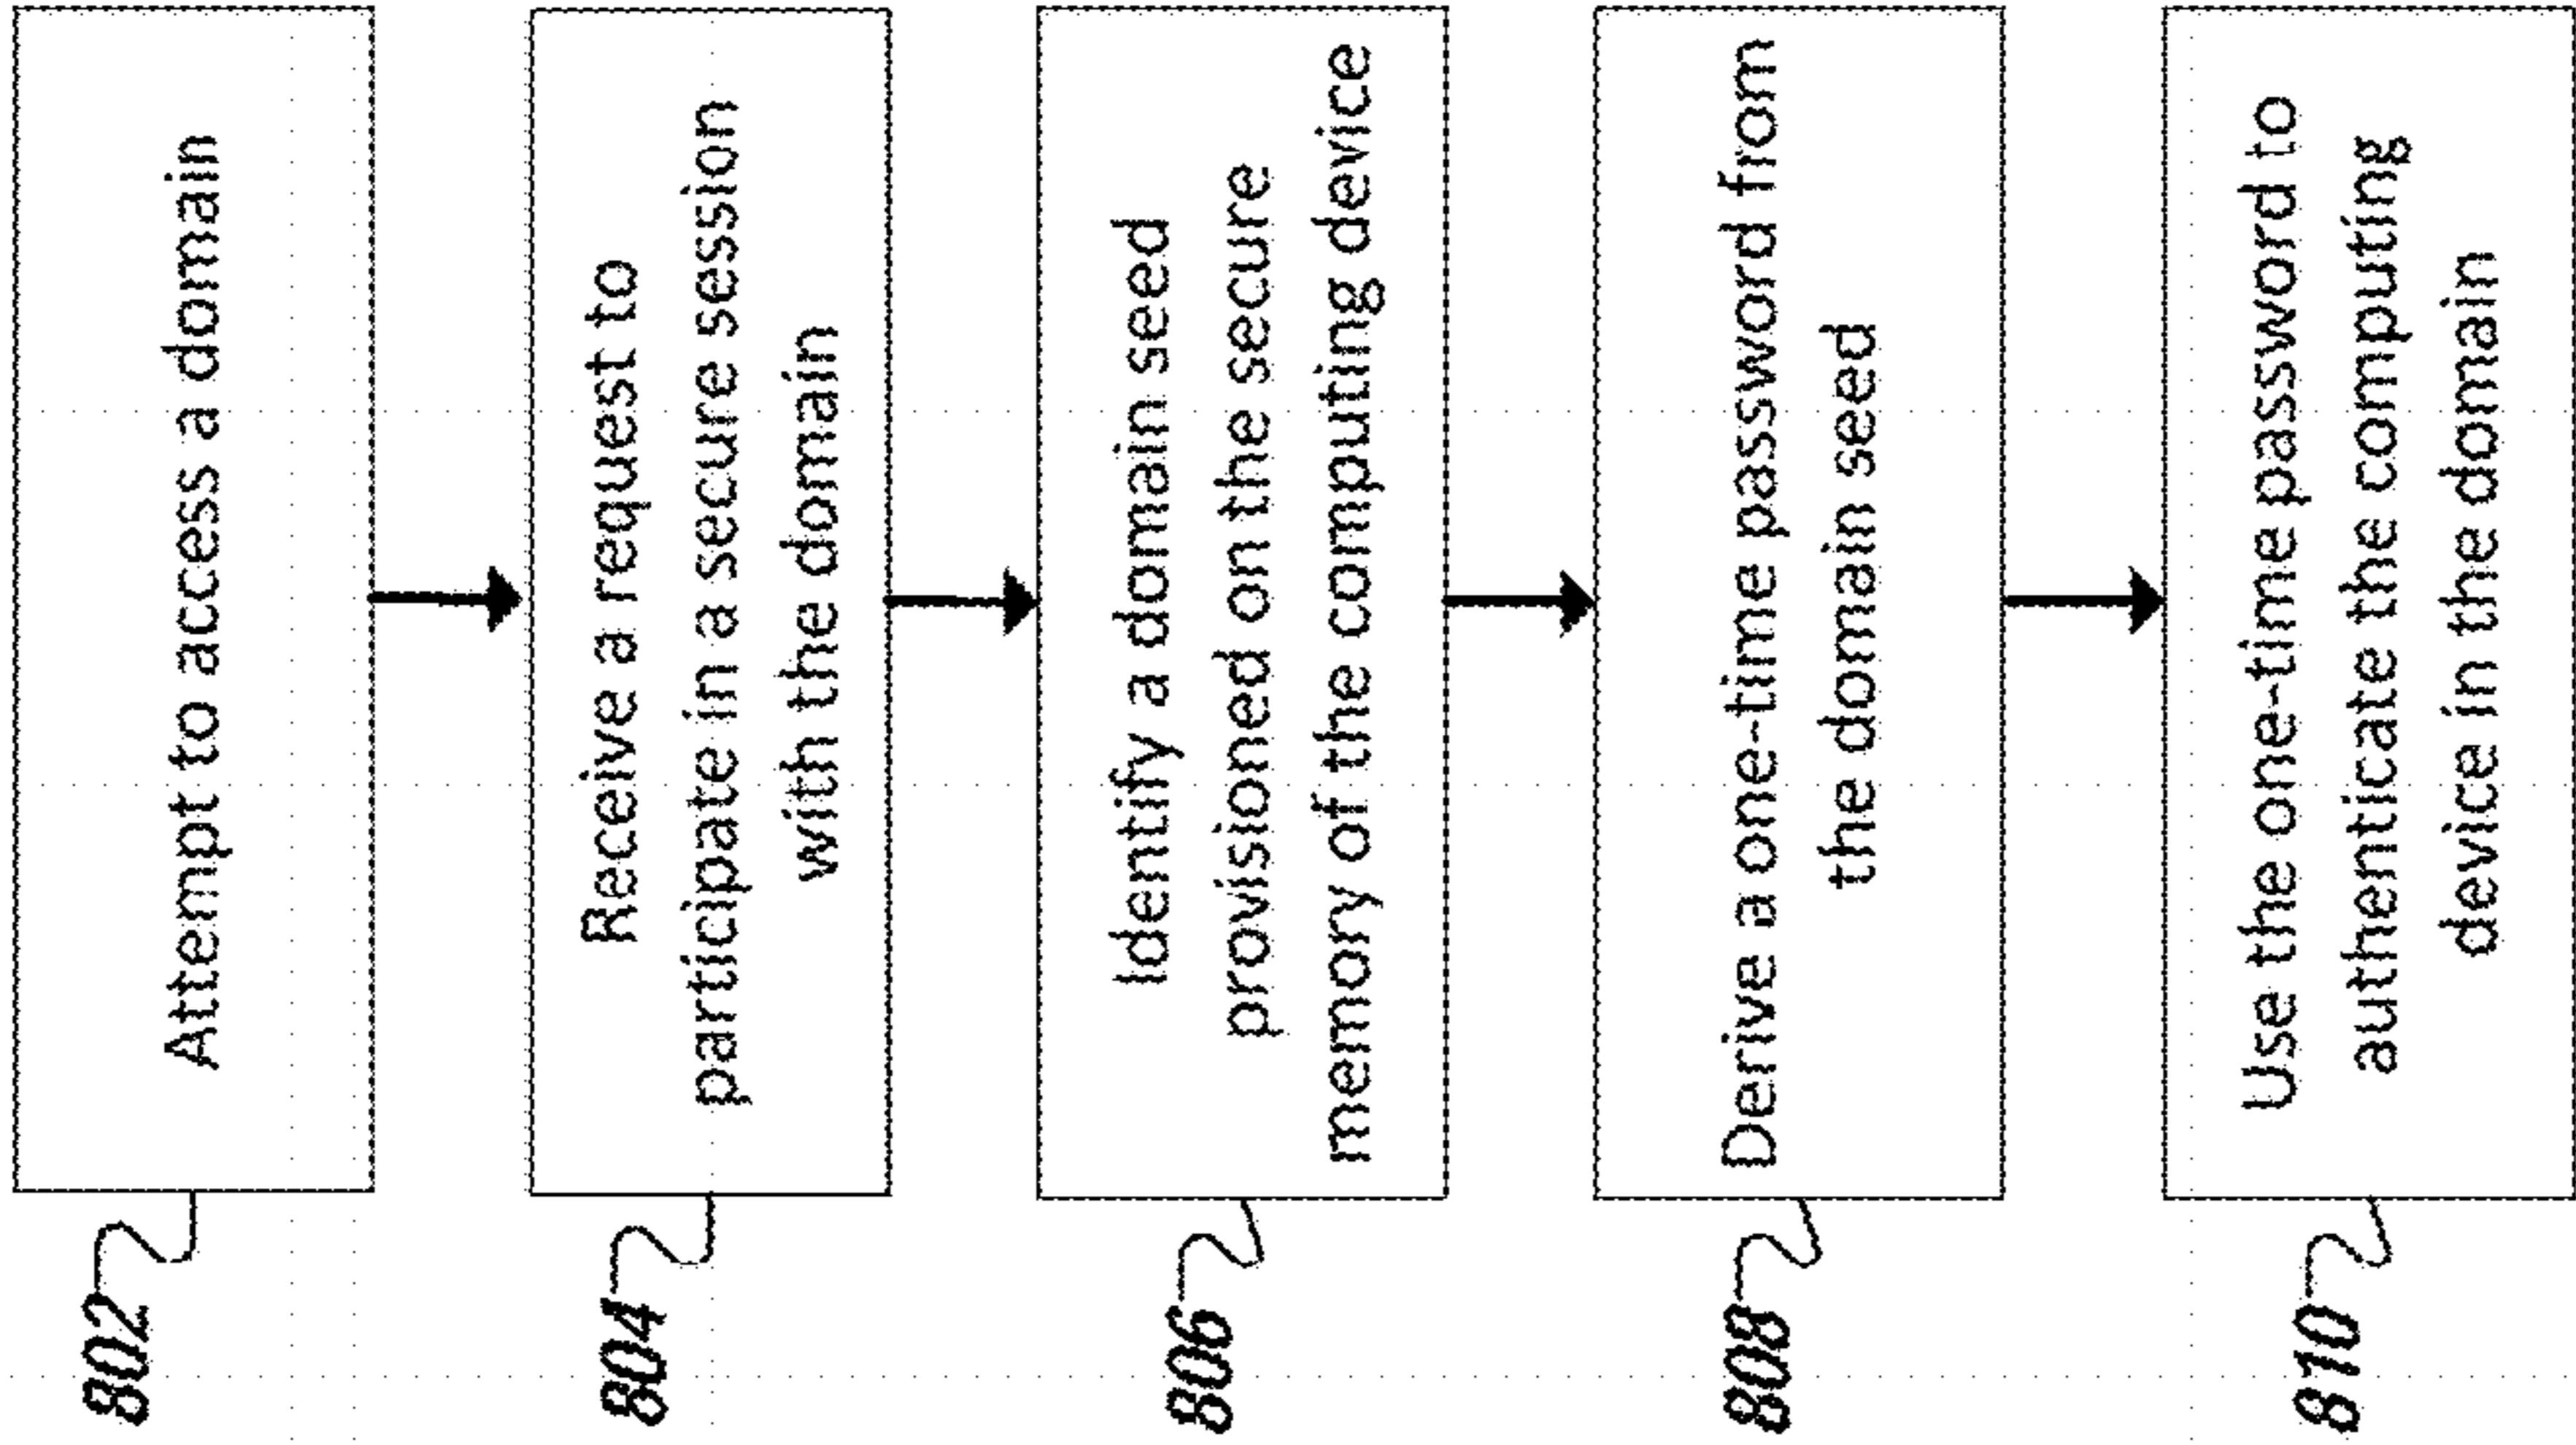 802
Attempt to access a domain
804
Receive a request to
participate in a secure session
with the domain
806
Identify a domain seed
provisioned on the secure
memory of the computing device
808
Derive a one-time password from
the domain seed
810
Use the one-time password to
authenticate the computing
device in the domain